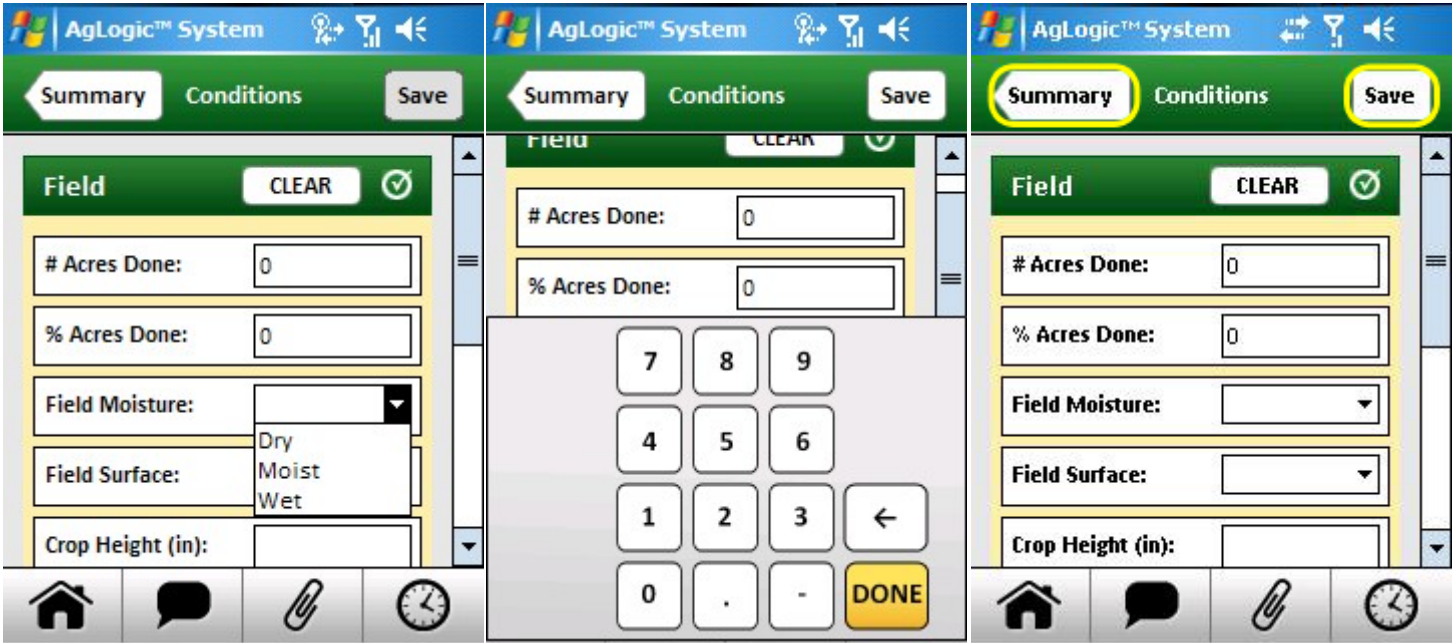 AgLogic™ System
Summary Conditions Save
Field CLEAR
# Acres Done: 0
% Acres Done: 0
Field Moisture:
Dry
Moist
Wet
Field Surface:
Crop Height (in):
AgLogic™ System
Summary Conditions Save
Field CLEAR
# Acres Done: 0
% Acres Done: 0
7 8 9
4 5 6
1 2 3 ←
0 . - DONE
AgLogic™ System
Summary Conditions Save
Field CLEAR
# Acres Done: 0
% Acres Done: 0
Field Moisture:
Field Surface:
Crop Height (in):